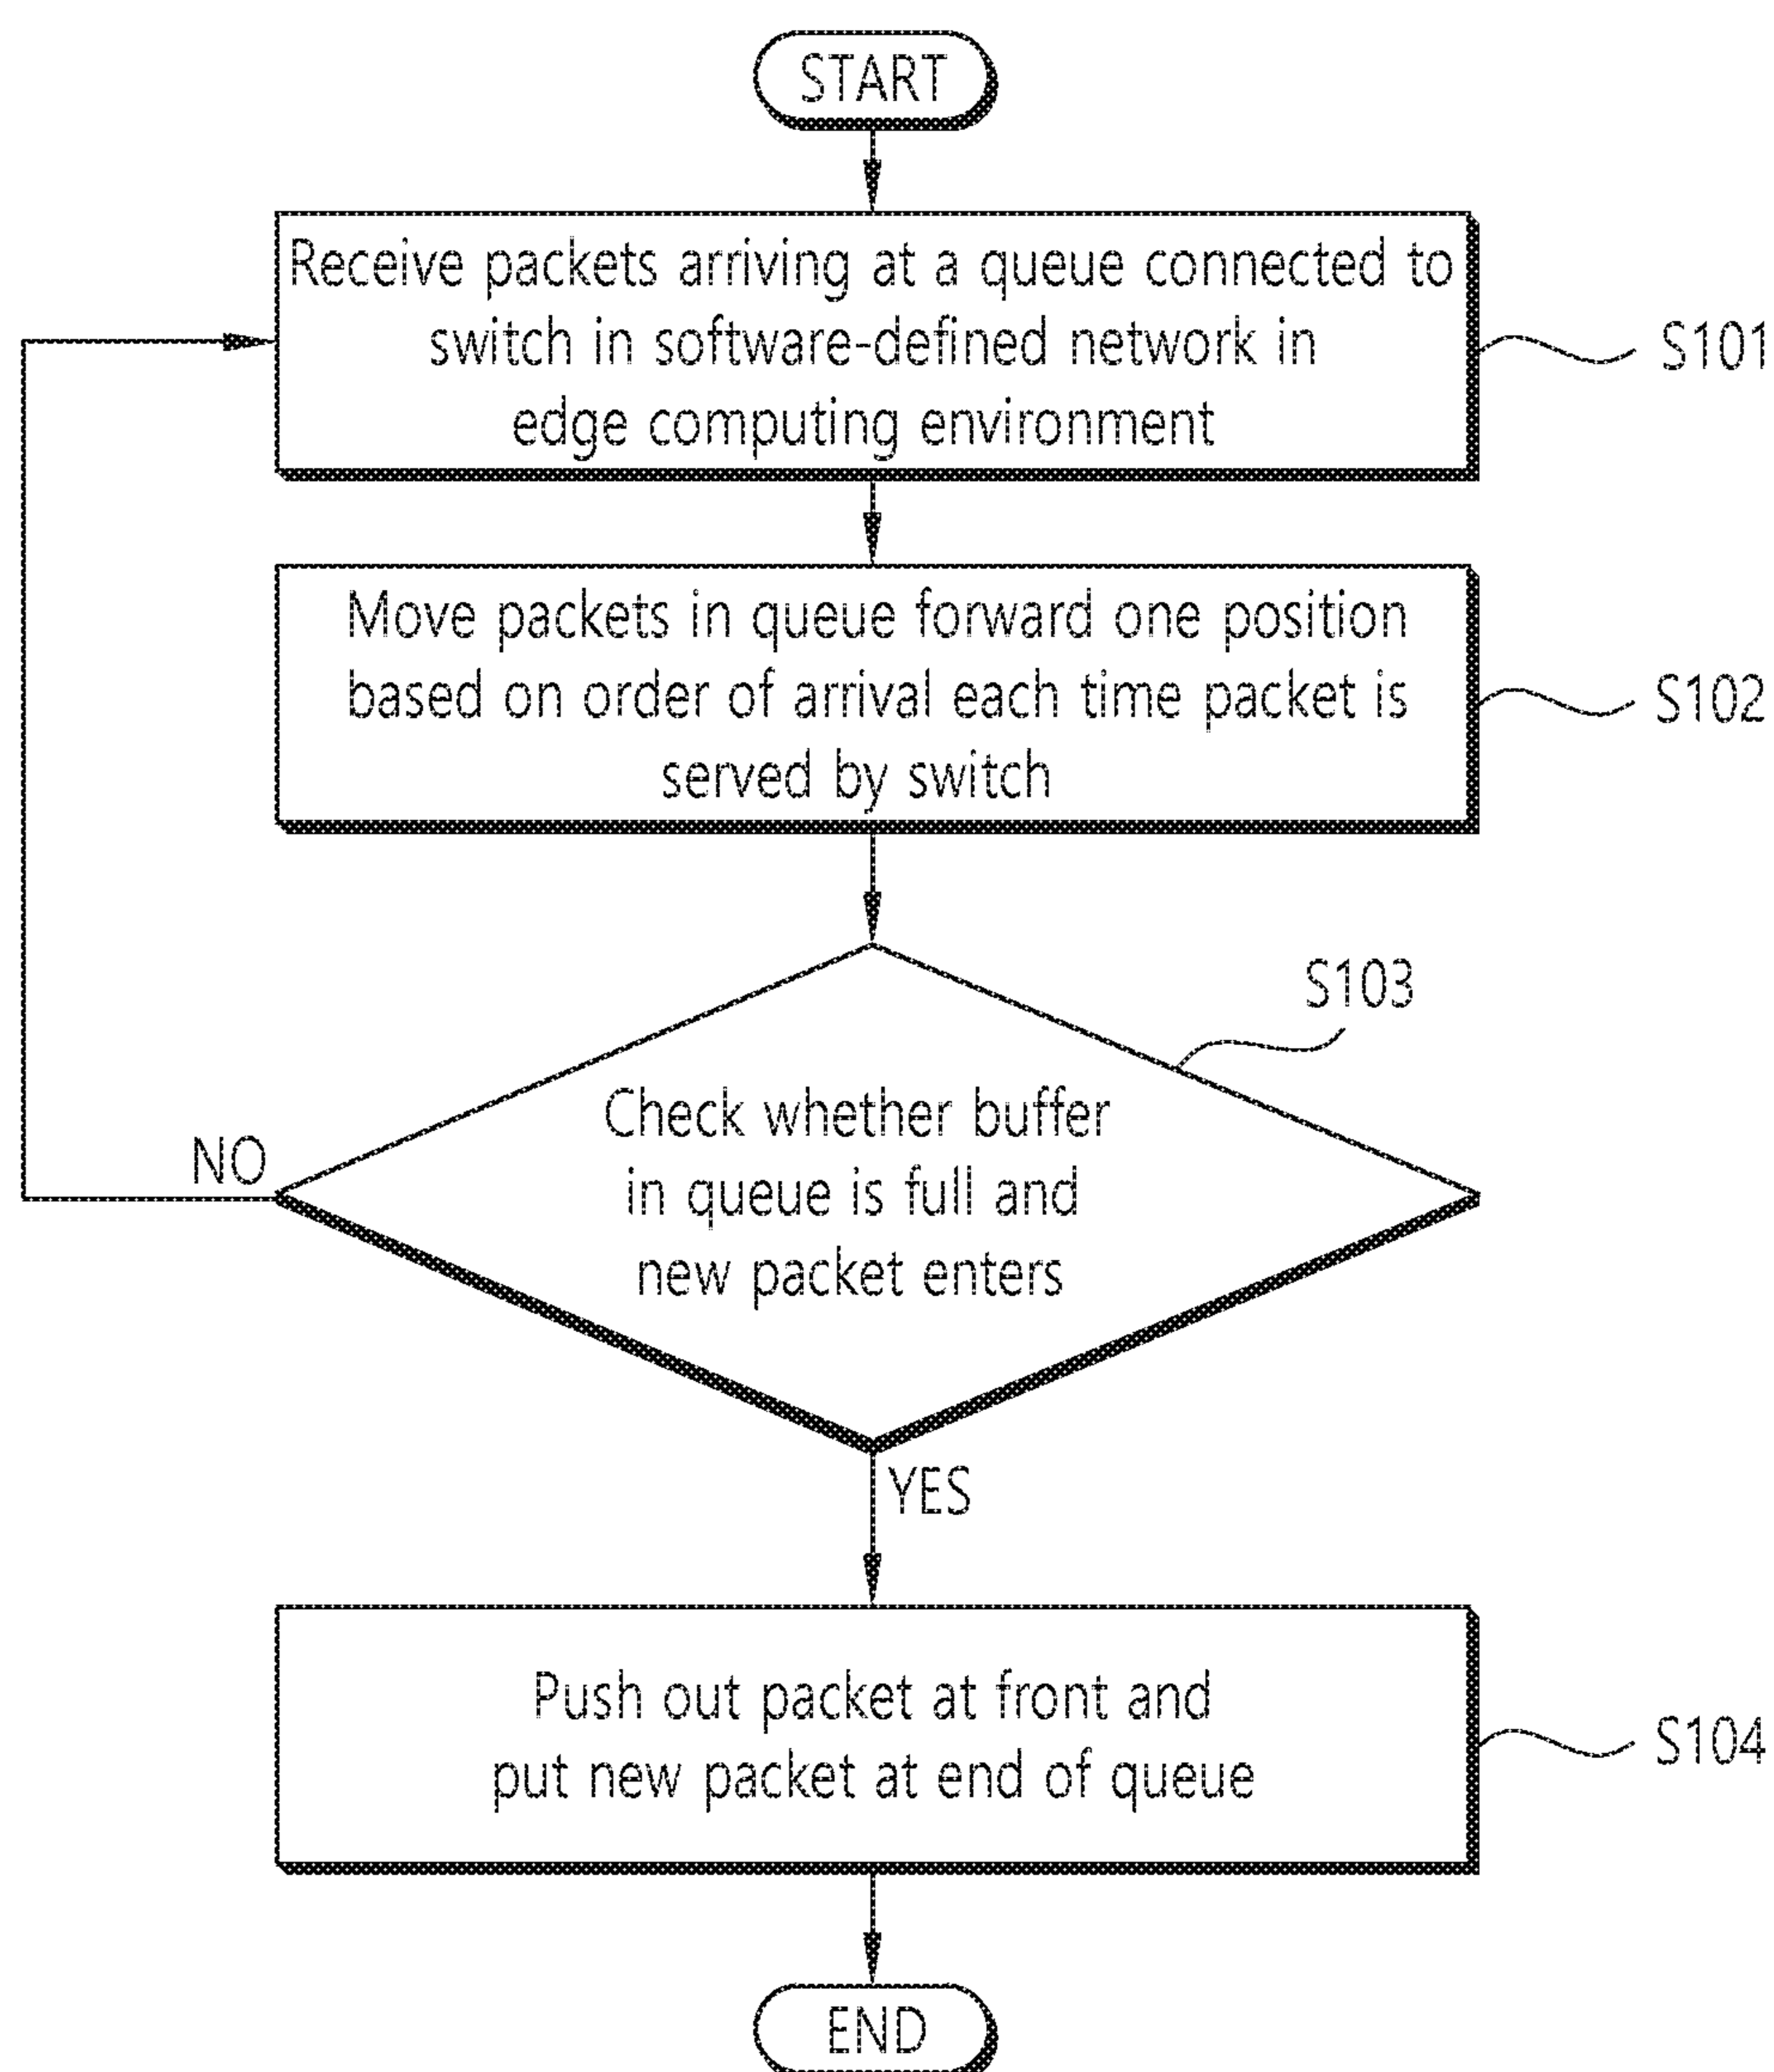 START
Receive packets arriving at a queue connected to
switch in software-defined network in
edge computing environment
S101
Move packets in queue forward one position
based on order of arrival each time packet is
served by switch
S102
S103
Check whether buffer
in queue is full and
new packet enters
NO
YES
Push out packet at front and
put new packet at end of queue
S104
END